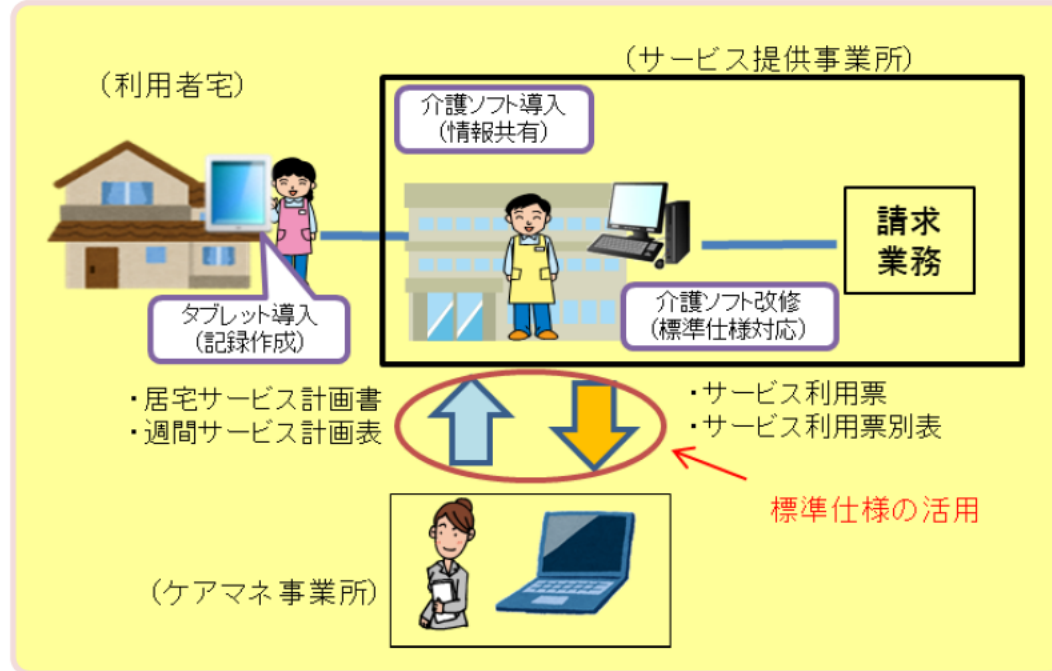 (サービス提供事業所)
(利用者宅)
介護ソフト導入
(情報共有)
請求
業務
タブレット導入
(記録作成)
介護ソフト改修
(標準仕様対応)
・居宅サービス計画書
・週間サービス計画表
・サービス利用票
・サービス利用票別表
標準仕様の活用
(ケアマネ事業所)